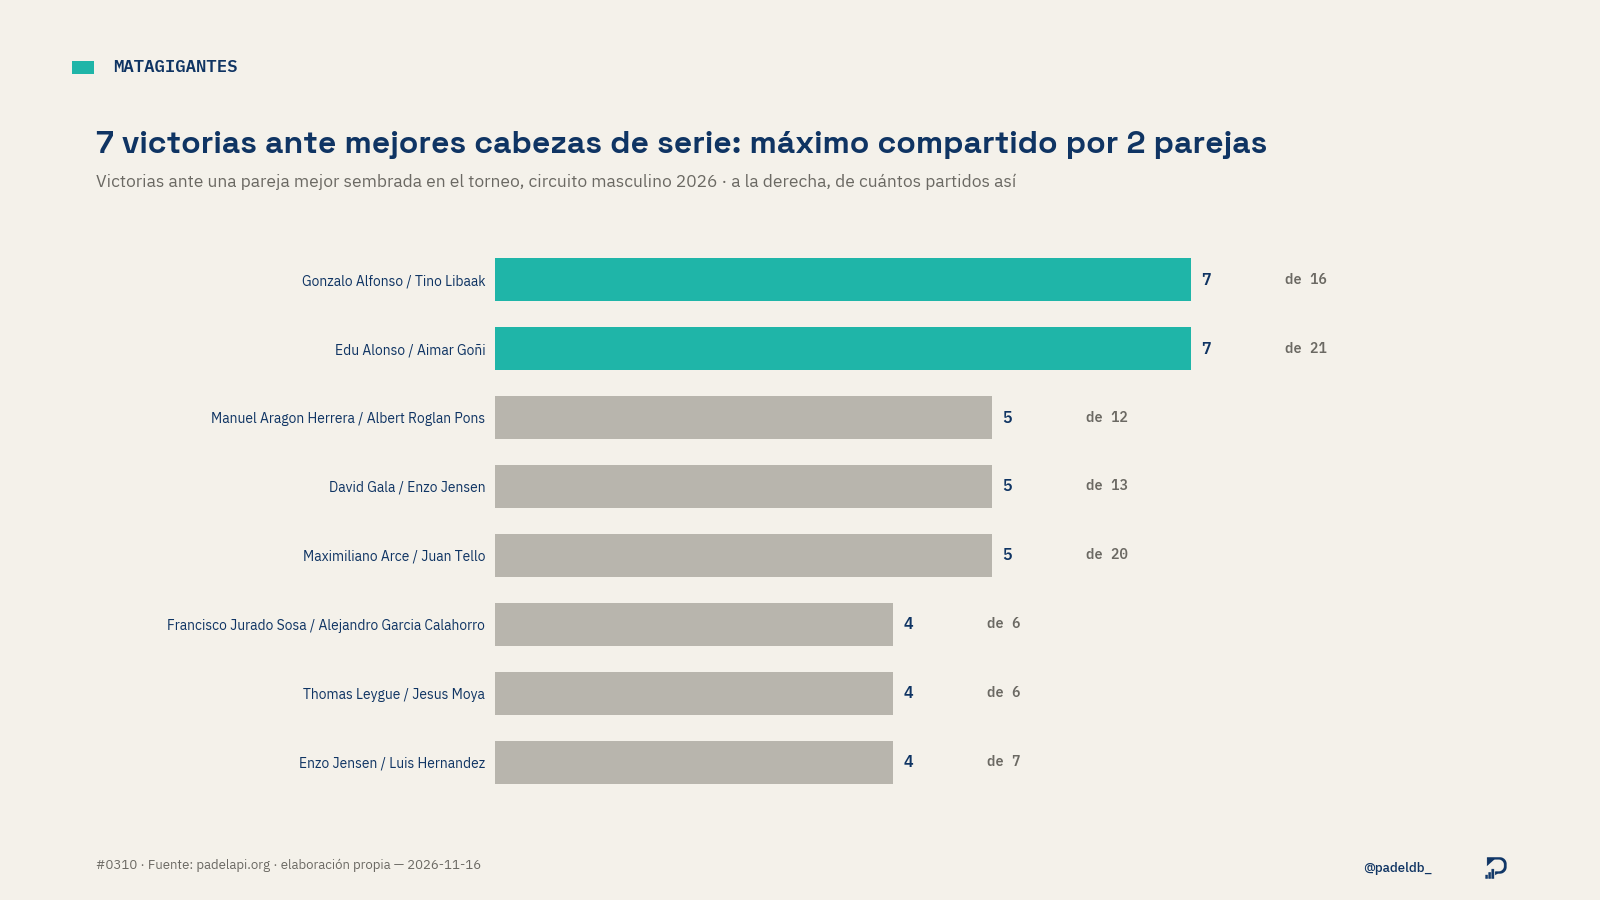 MATAGIGANTES
7 victorias ante mejores cabezas de serie: máximo compartido por 2 parejas
Victorias ante una pareja mejor sembrada en el torneo, circuito masculino 2026 · a la derecha, de cuántos partidos así
Gonzalo Alfonso / Tino Libaak 7 de 16
Edu Alonso / Aimar Goñi 7 de 21
Manuel Aragon Herrera / Albert Roglan Pons 5 de 12
David Gala / Enzo Jensen 5 de 13
Maximiliano Arce / Juan Tello 5 de 20
Francisco Jurado Sosa / Alejandro Garcia Calahorro 4 de 6
Thomas Leygue / Jesus Moya 4 de 6
Enzo Jensen / Luis Hernandez 4 de 7
#0310 · Fuente: padelapi.org · elaboración propia — 2026-11-16
@padeldb_